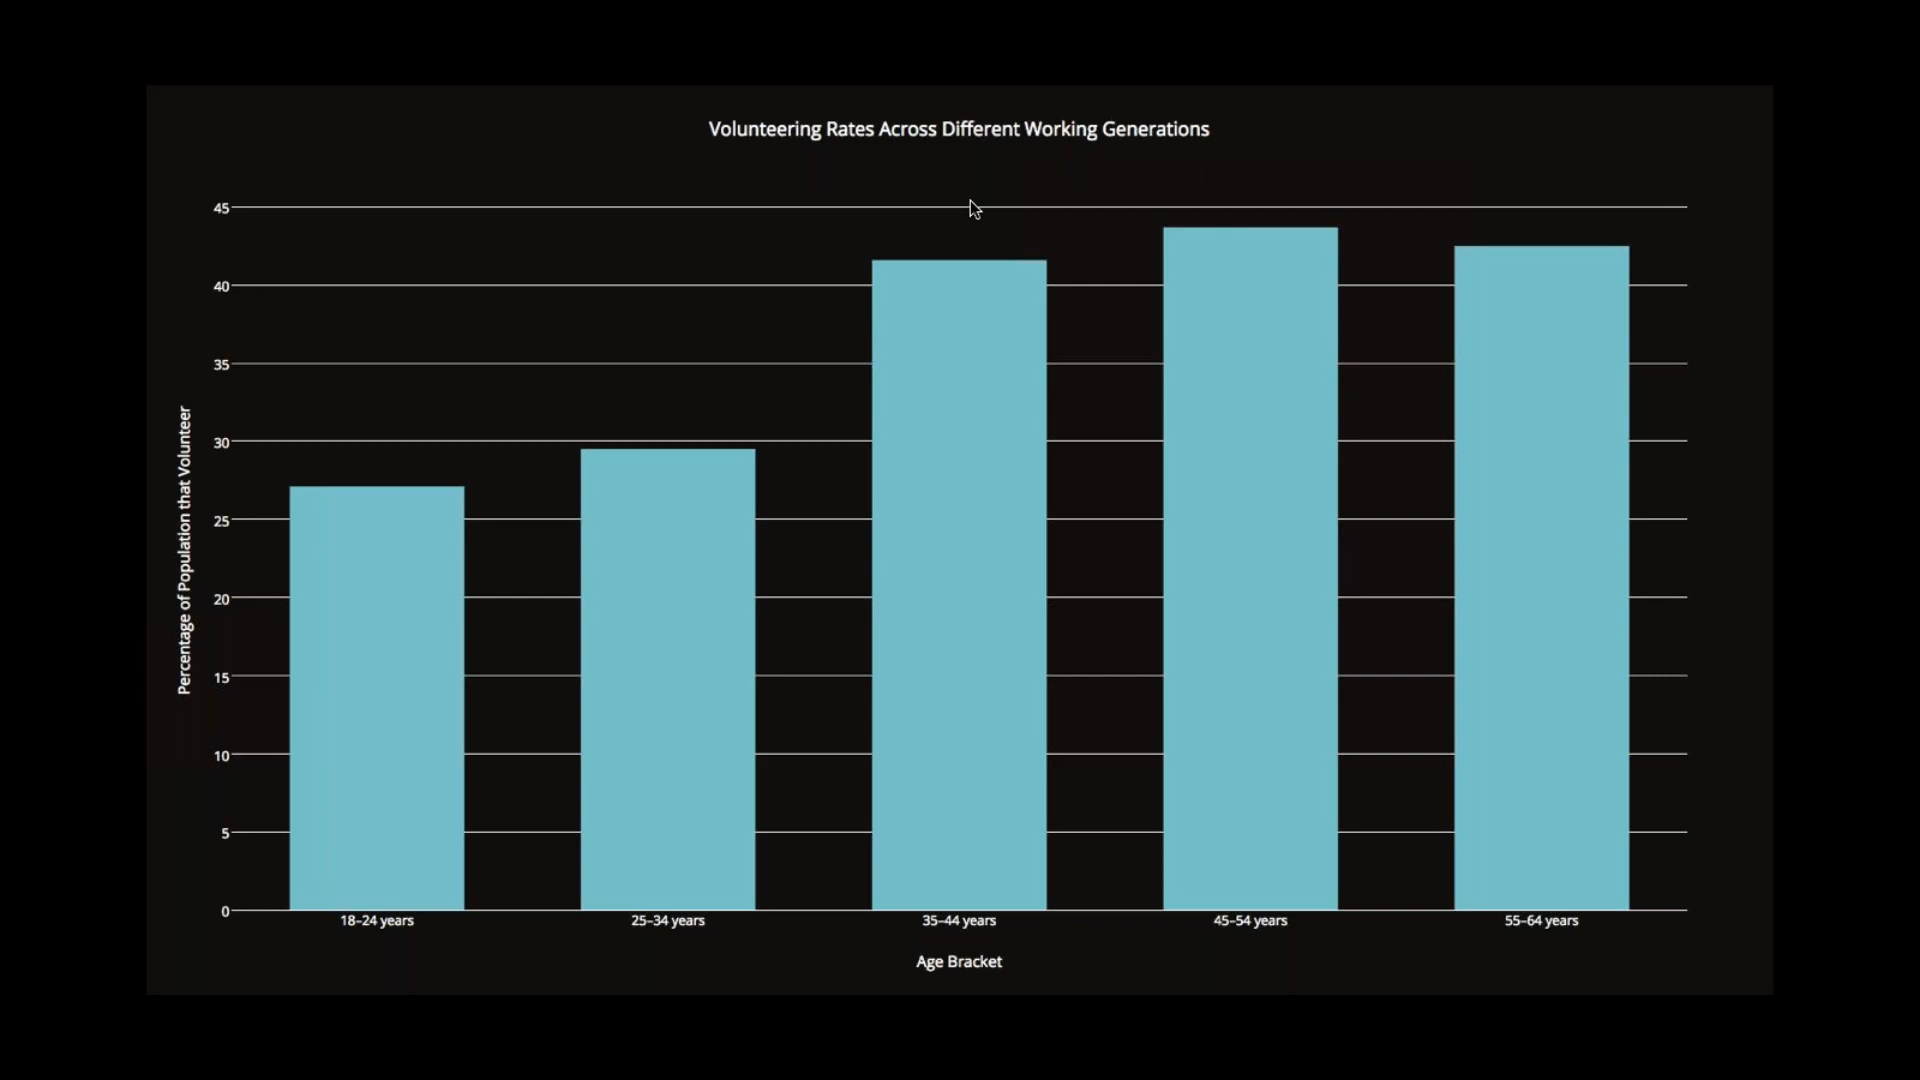 Volunteering Rates Across Different Working Generations
Percentage of Population that Volunteer
45
40
35
30
25
20
15
10
5
0
18–24 years
25–34 years
35–44 years
45–54 years
55–64 years
Age Bracket